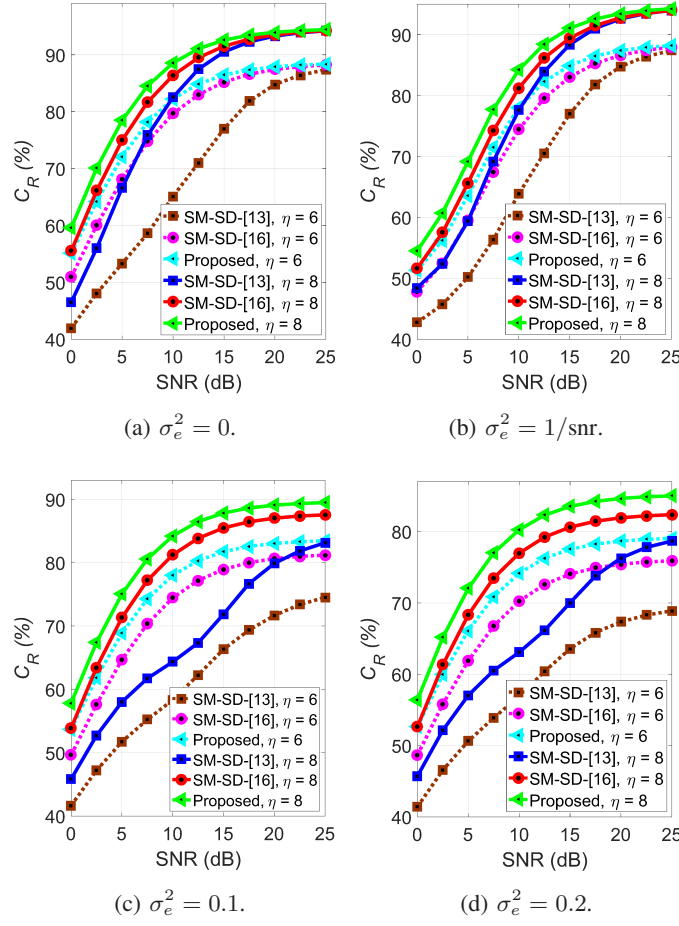 90
80
70
60
50
40
C_R (%)
SM-SD-[13], η = 6
SM-SD-[16], η = 6
Proposed, η = 6
SM-SD-[13], η = 8
SM-SD-[16], η = 8
Proposed, η = 8
0 5 10 15 20 25
SNR (dB)
(a) σ_e^2 = 0.
90
80
70
60
50
40
C_R (%)
SM-SD-[13], η = 6
SM-SD-[16], η = 6
Proposed, η = 6
SM-SD-[13], η = 8
SM-SD-[16], η = 8
Proposed, η = 8
0 5 10 15 20 25
SNR (dB)
(b) σ_e^2 = 1/snr.
90
80
70
60
50
40
C_R (%)
SM-SD-[13], η = 6
SM-SD-[16], η = 6
Proposed, η = 6
SM-SD-[13], η = 8
SM-SD-[16], η = 8
Proposed, η = 8
0 5 10 15 20 25
SNR (dB)
(c) σ_e^2 = 0.1.
80
70
60
50
40
C_R (%)
SM-SD-[13], η = 6
SM-SD-[16], η = 6
Proposed, η = 6
SM-SD-[13], η = 8
SM-SD-[16], η = 8
Proposed, η = 8
0 5 10 15 20 25
SNR (dB)
(d) σ_e^2 = 0.2.